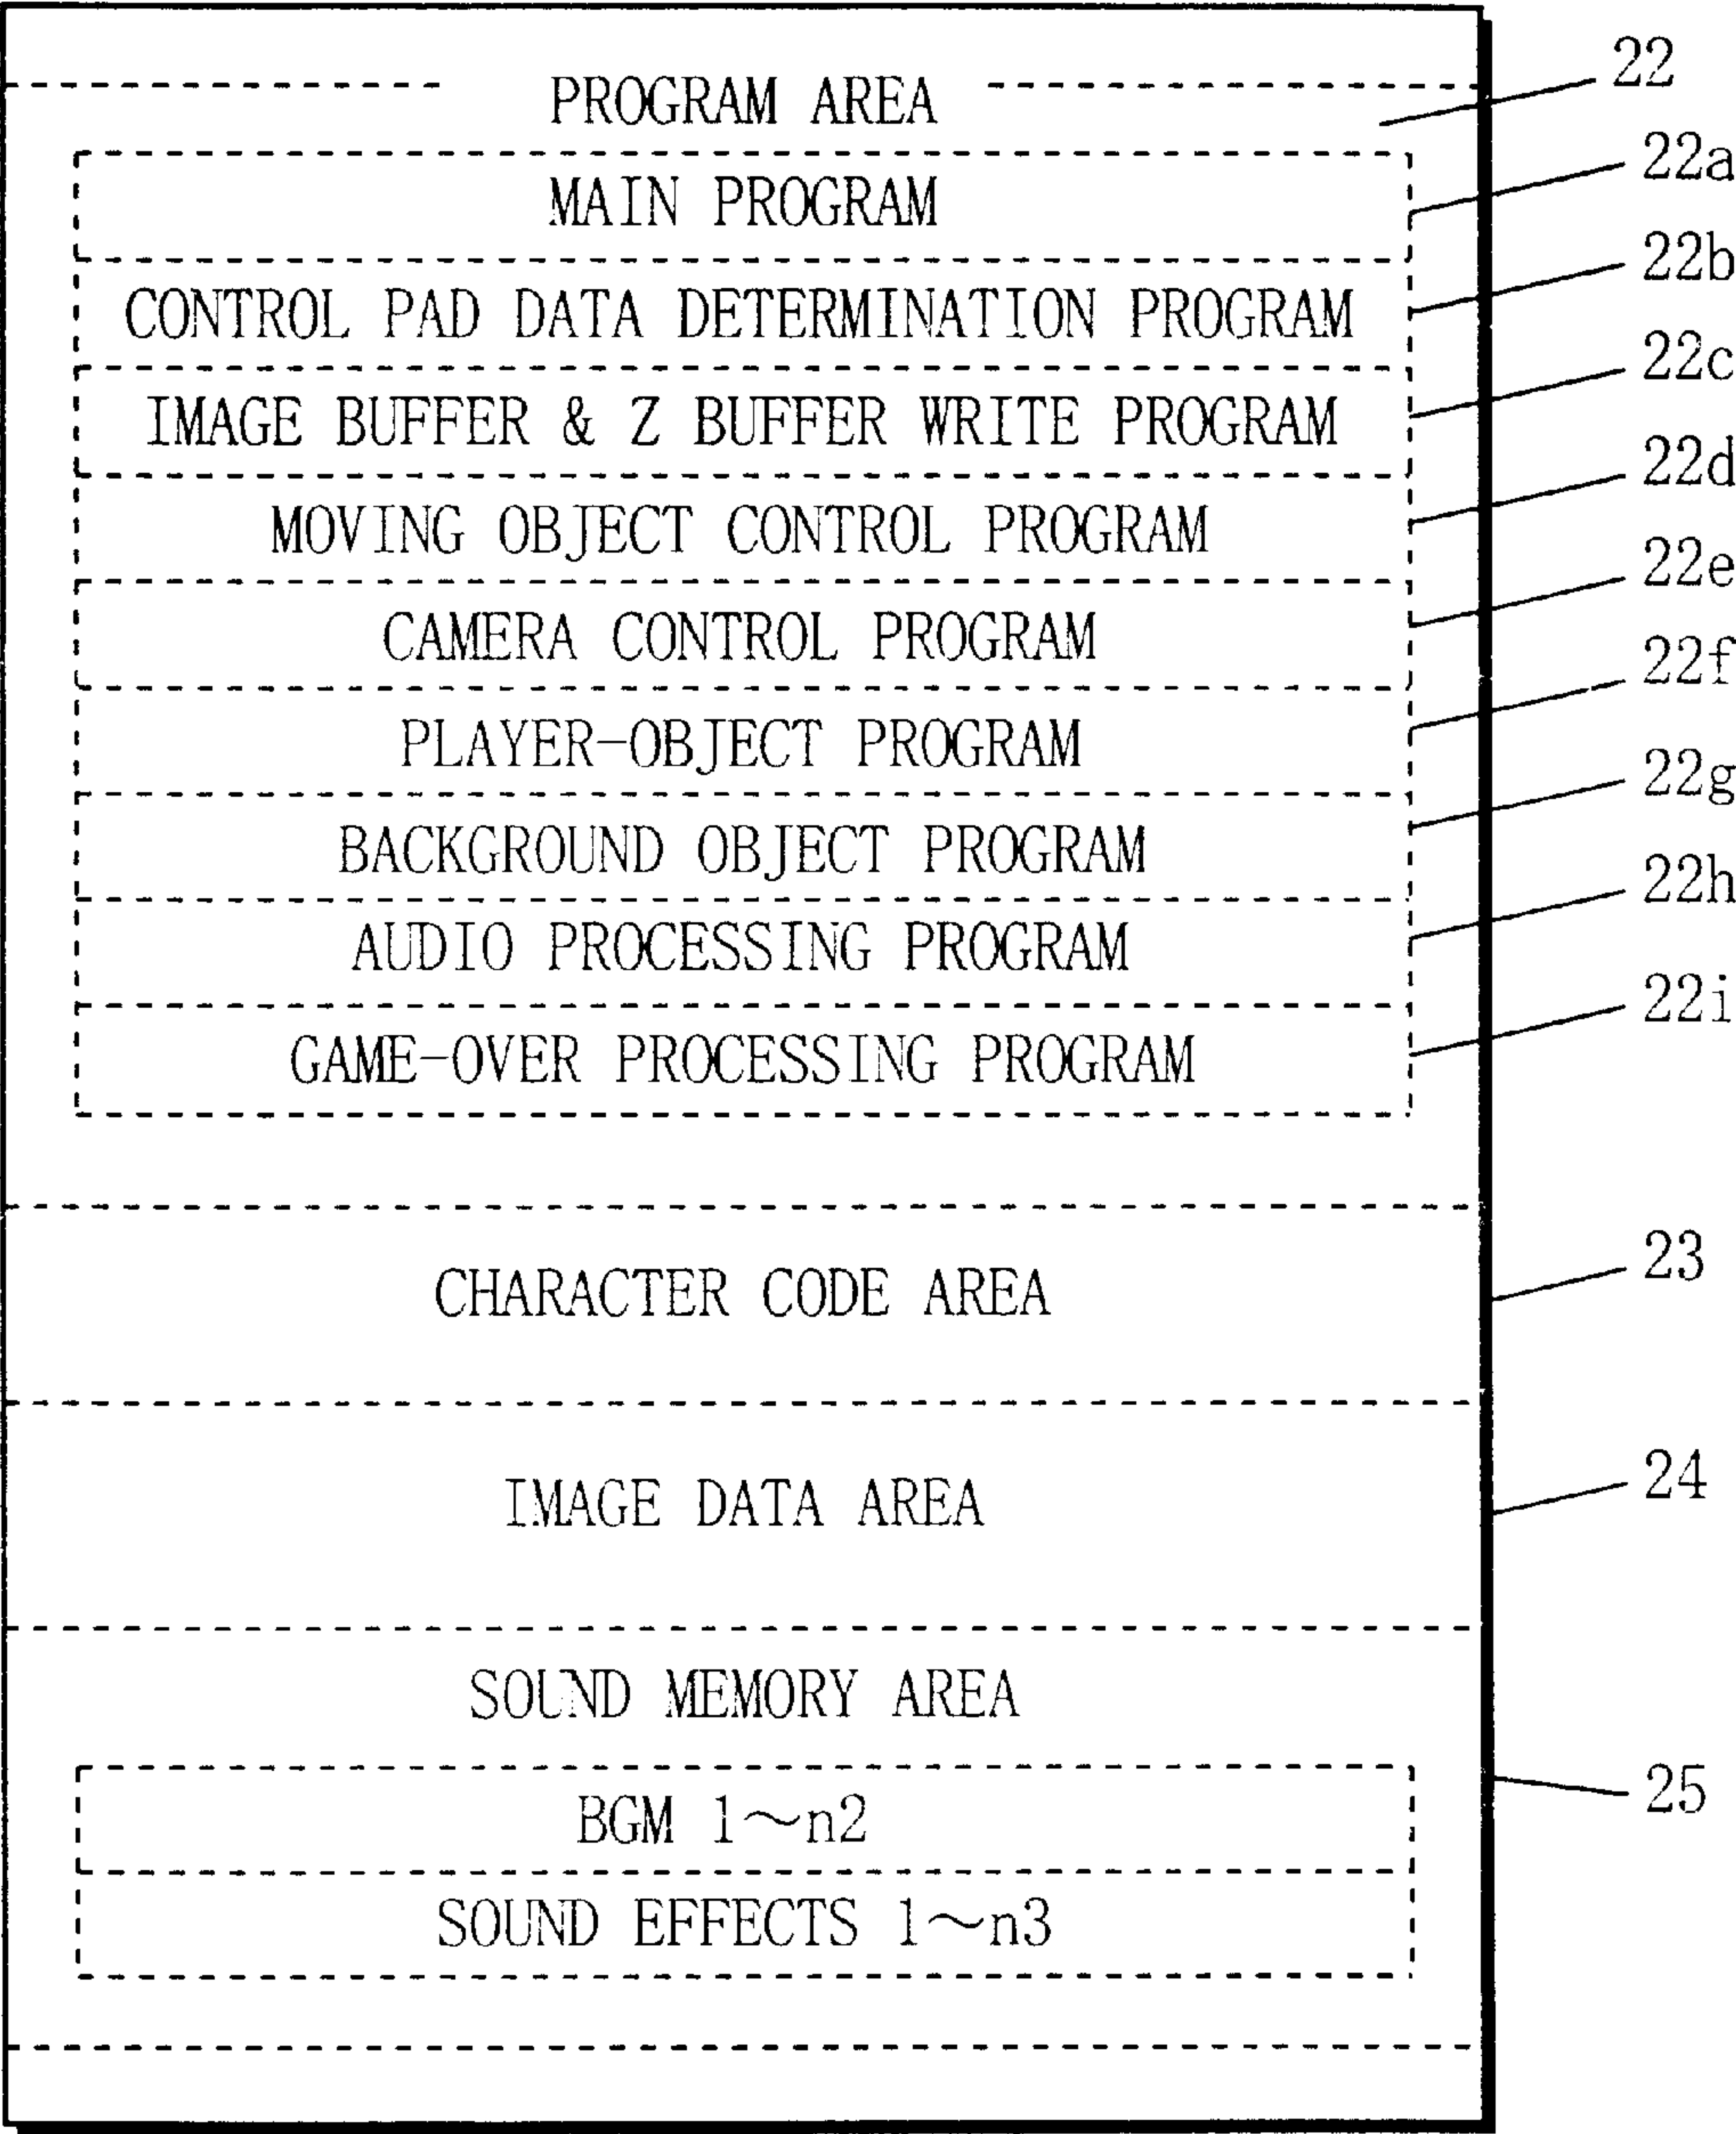 PROGRAM AREA 22
MAIN PROGRAM 22a
CONTROL PAD DATA DETERMINATION PROGRAM 22b
IMAGE BUFFER & Z BUFFER WRITE PROGRAM 22c
MOVING OBJECT CONTROL PROGRAM 22d
CAMERA CONTROL PROGRAM 22e
PLAYER-OBJECT PROGRAM 22f
BACKGROUND OBJECT PROGRAM 22g
AUDIO PROCESSING PROGRAM 22h
GAME-OVER PROCESSING PROGRAM 22i
CHARACTER CODE AREA 23
IMAGE DATA AREA 24
SOUND MEMORY AREA
BGM 1~n2 25
SOUND EFFECTS 1~n3